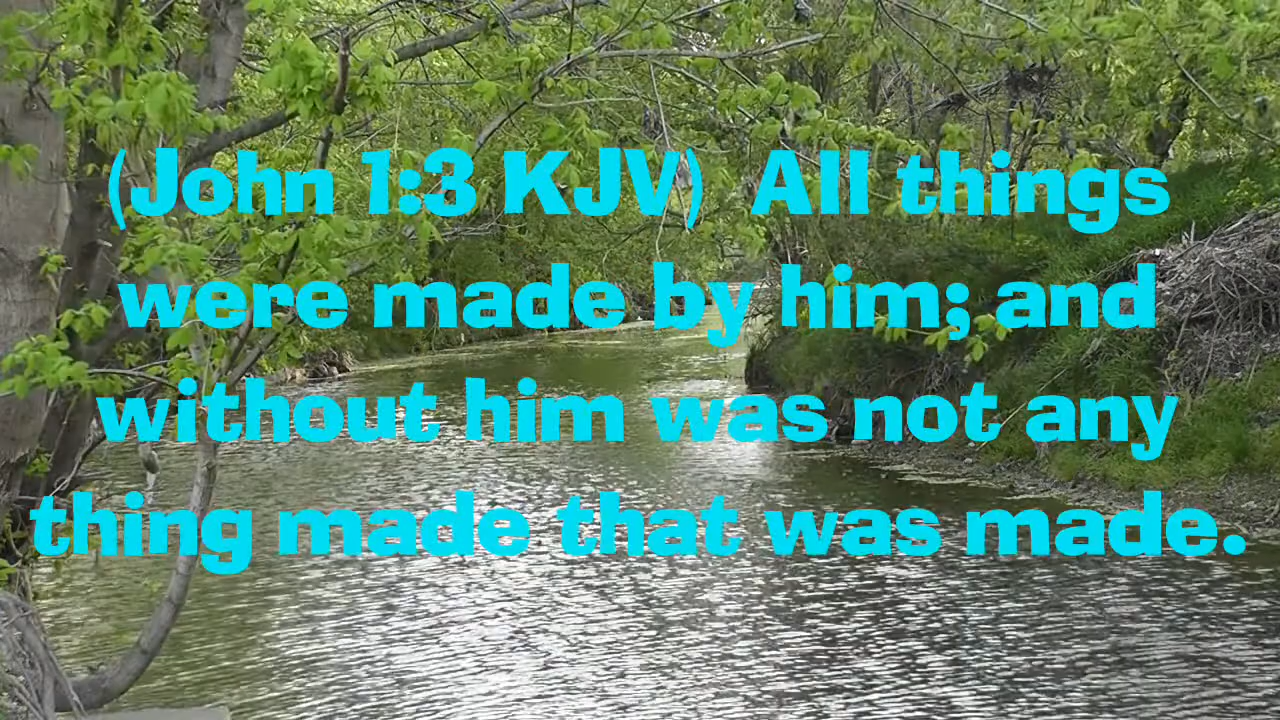 (John 1:3 KJV)  All things
were made by him; and
without him was not any
thing made that was made.